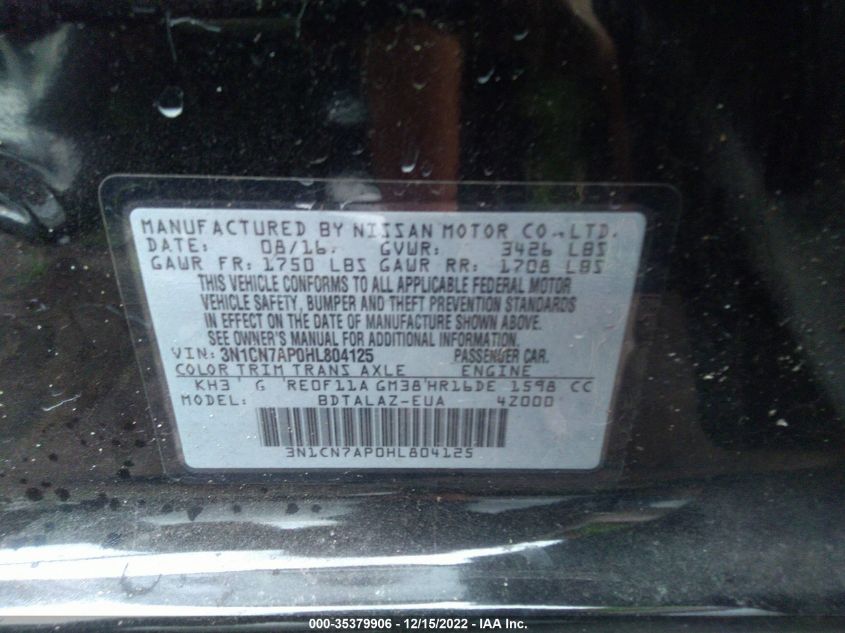 MANUFACTURED BY NISSAN MOTOR CO.,LTD.
DATE: 08/16 GVWR: 3426 LBS
GAWR FR: 1750 LBS GAWR RR: 1708 LBS
THIS VEHICLE CONFORMS TO ALL APPLICABLE FEDERAL MOTOR
VEHICLE SAFETY, BUMPER AND THEFT PREVENTION STANDARDS
IN EFFECT ON THE DATE OF MANUFACTURE SHOWN ABOVE.
SEE OWNER'S MANUAL FOR ADDITIONAL INFORMATION.
VIN: 3N1CN7AP0HL804125 PASSENGER CAR.
COLOR TRIM TRANS AXLE ENGINE
KH3 G RE0F11A GM38 HR16DE 1598 CC
MODEL: BDTALAZ-EUA 4Z000
3N1CN7AP0HL804125
000-35379906 - 12/15/2022 - IAA Inc.